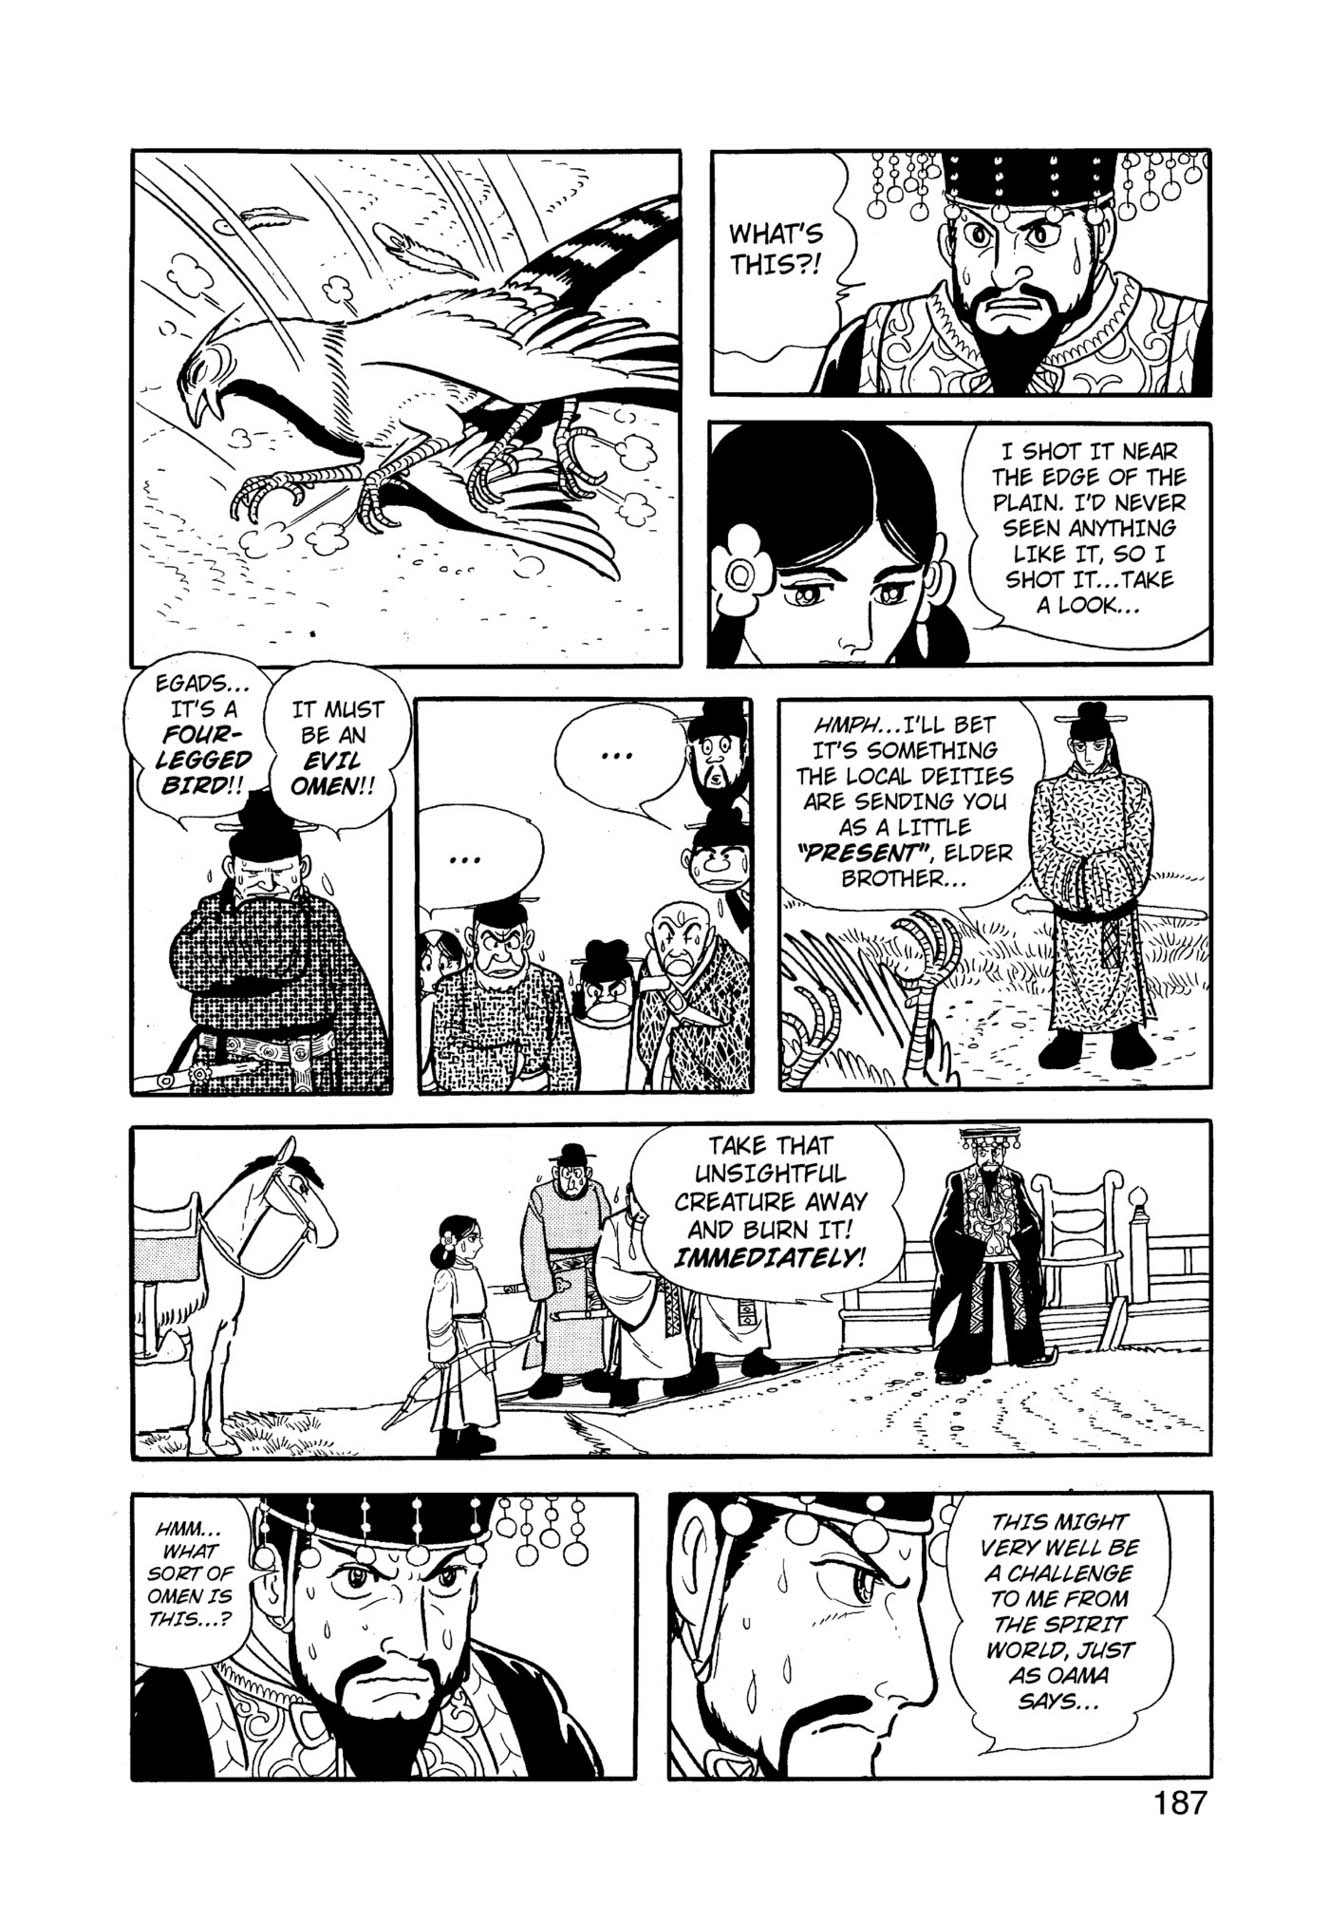 WHAT'S
THIS?!
I SHOT IT NEAR
THE EDGE OF THE
PLAIN. I'D NEVER
SEEN ANYTHING
LIKE IT, SO I
SHOT IT...TAKE
A LOOK...
EGADS...
IT'S A
FOUR-
LEGGED
BIRD!!
IT MUST
BE AN
EVIL
OMEN!!
...
...
HMPH...I'LL BET
IT'S SOMETHING
THE LOCAL DEITIES
ARE SENDING YOU
AS A LITTLE
"PRESENT", ELDER
BROTHER...
TAKE THAT
UNSIGHTFUL
CREATURE AWAY
AND BURN IT!
IMMEDIATELY!
HMM...
WHAT
SORT OF
OMEN IS
THIS...?
THIS MIGHT
VERY WELL BE
A CHALLENGE
TO ME FROM
THE SPIRIT
WORLD, JUST
AS OAMA
SAYS...
187